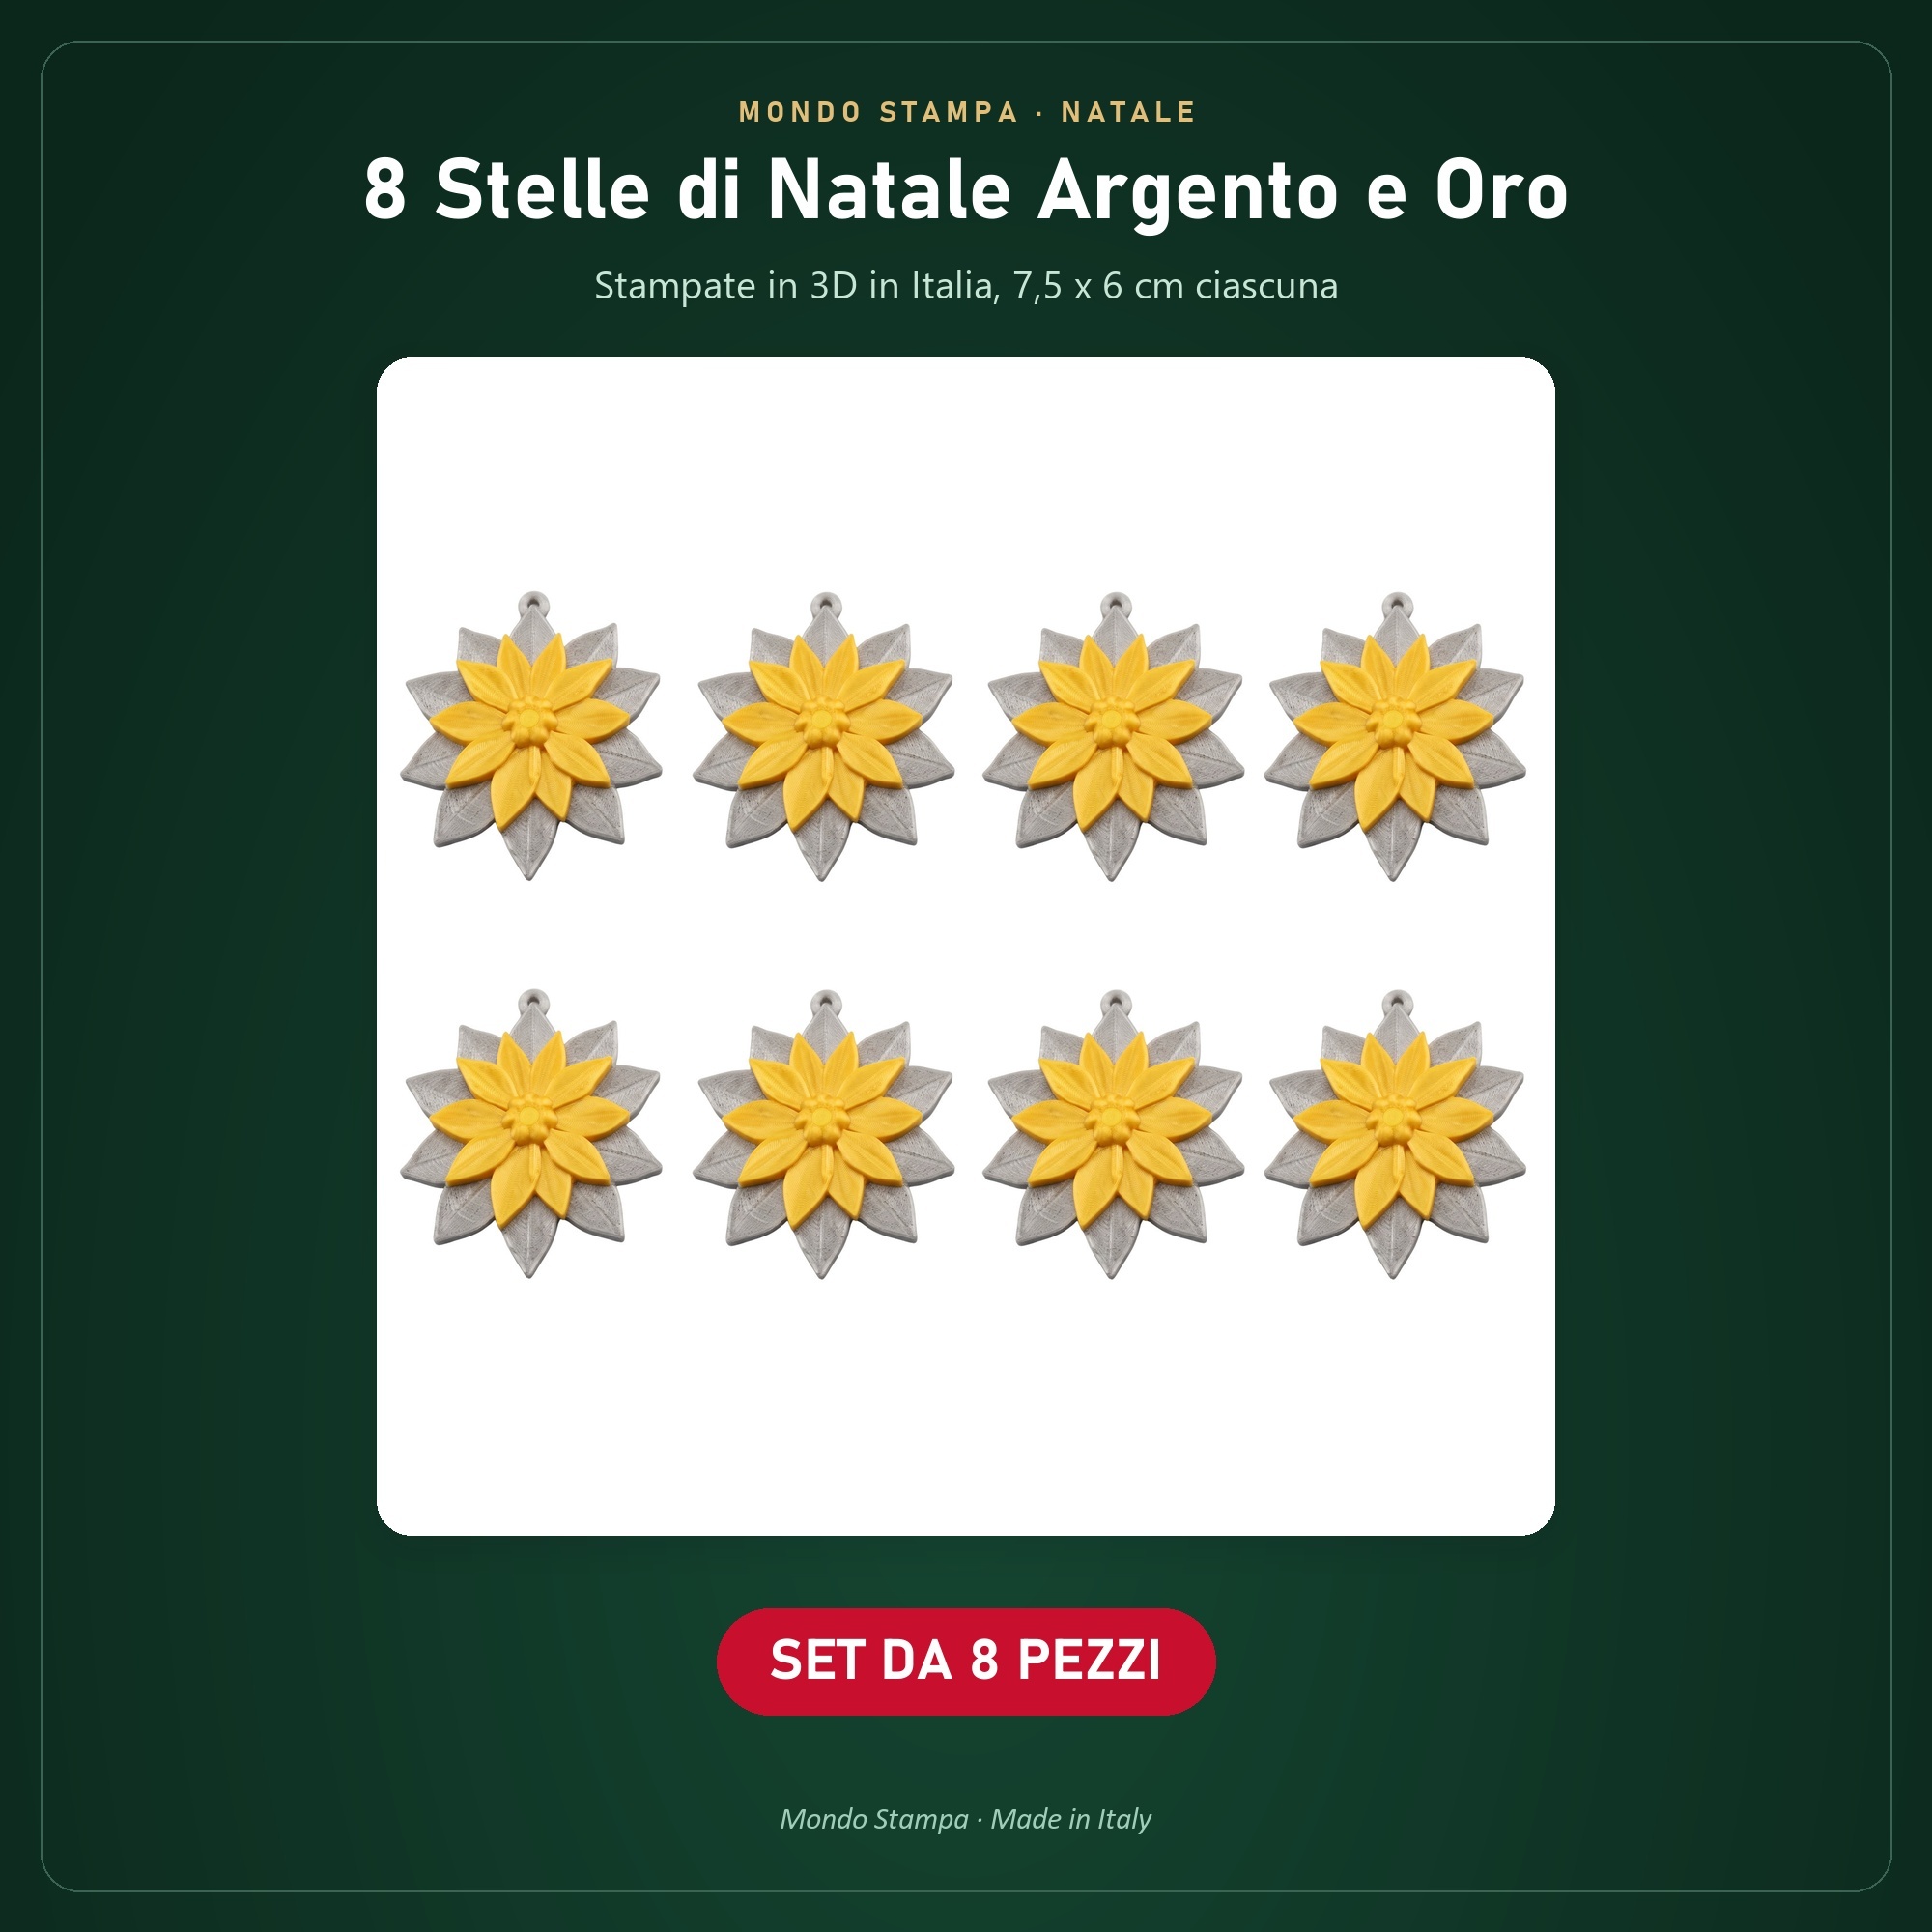 MONDO STAMPA · NATALE
8 Stelle di Natale Argento e Oro
Stampate in 3D in Italia, 7,5 x 6 cm ciascuna
SET DA 8 PEZZI
Mondo Stampa · Made in Italy